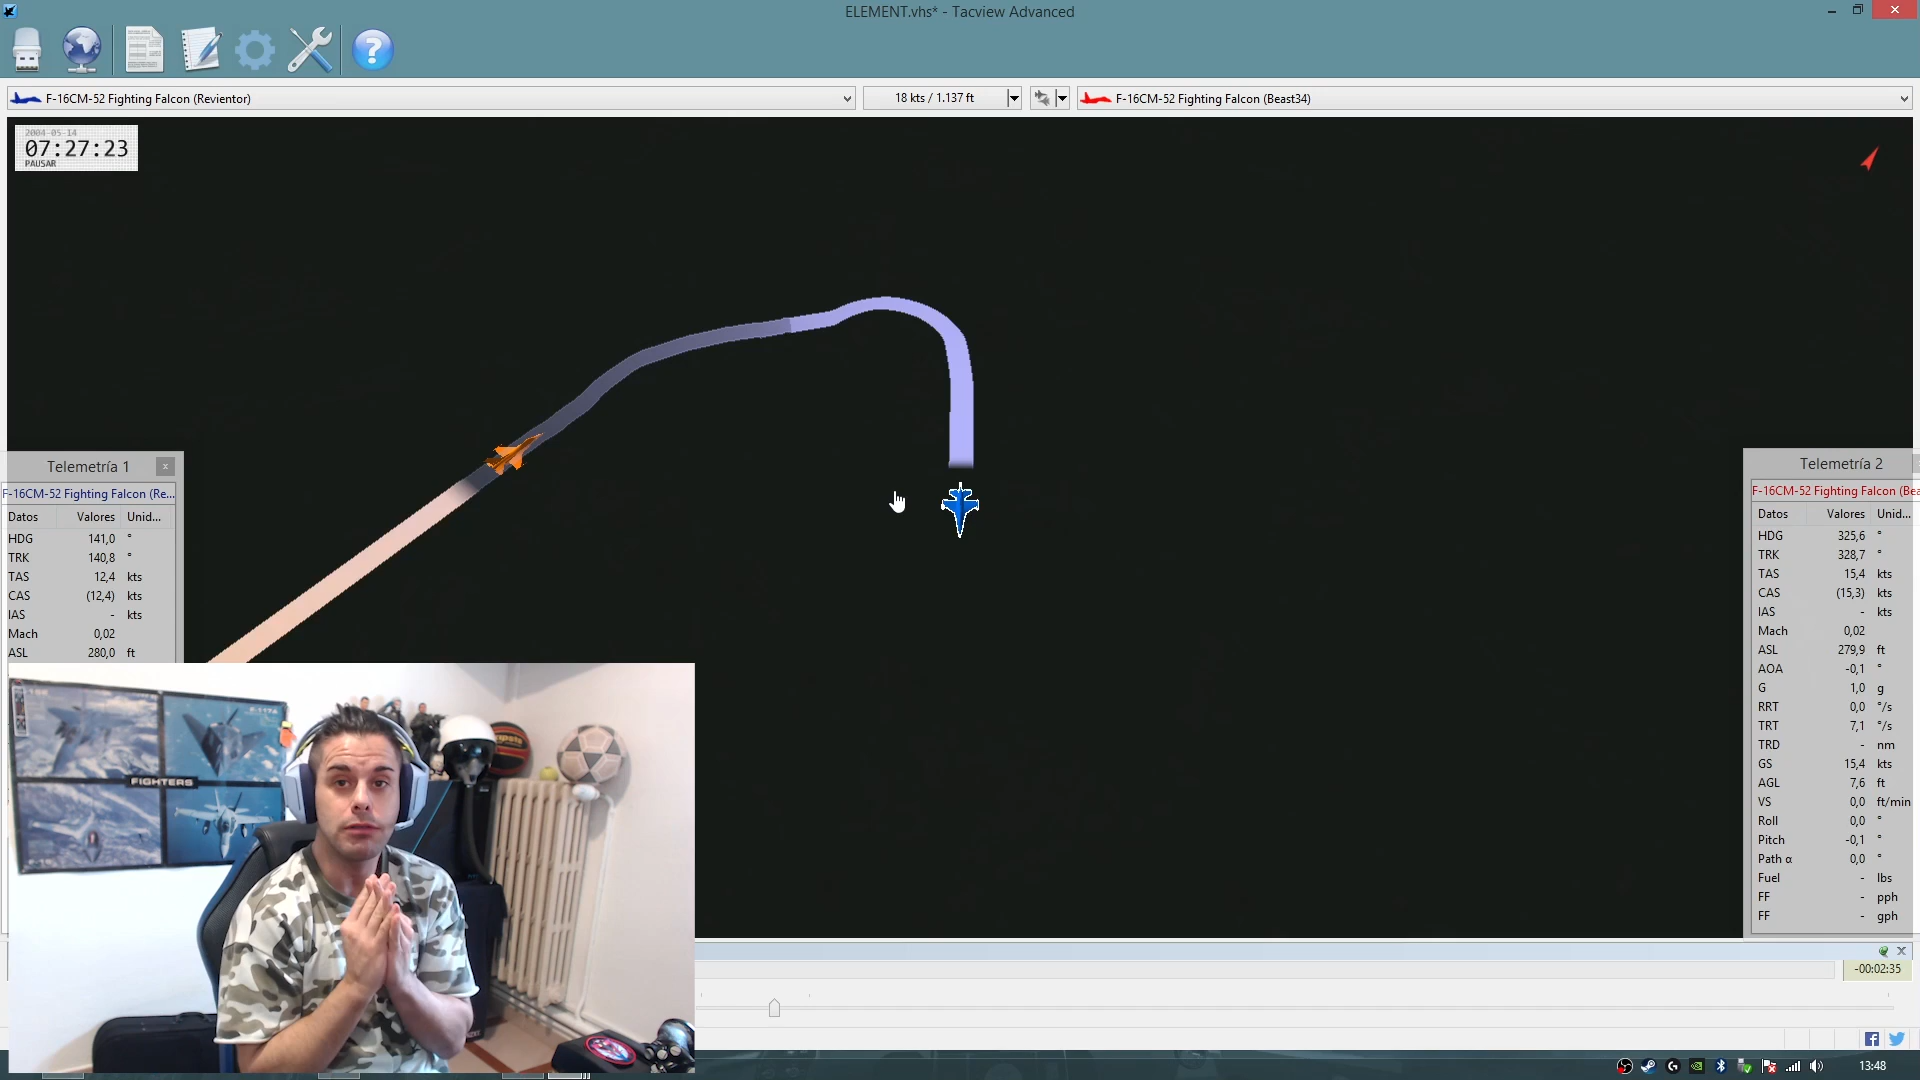 ELEMENT.vhs* - Tacview Advanced
F-16CM-52 Fighting Falcon (Revientor)
18 kts / 1.137 ft
F-16CM-52 Fighting Falcon (Beast34)
2004-05-14
07:27:23
PAUSAR
Telemetría 1
x
F-16CM-52 Fighting Falcon (Re...
Datos Valores Unid...
HDG 141,0 °
TRK 140,8 °
TAS 12,4 kts
CAS (12,4) kts
IAS - kts
Mach 0,02
ASL 280,0 ft
Telemetría 2
F-16CM-52 Fighting Falcon (Bea
Datos Valores Unid...
HDG 325,6 °
TRK 328,7 °
TAS 15,4 kts
CAS (15,3) kts
IAS - kts
Mach 0,02
ASL 279,9 ft
AOA -0,1 °
G 1,0 g
RRT 0,0 °/s
TRT 7,1 °/s
TRD - nm
GS 15,4 kts
AGL 7,6 ft
VS 0,0 ft/min
Roll 0,0 °
Pitch -0,1 °
Path α 0,0 °
Fuel - lbs
FF - pph
FF - gph
F-117A
FIGHTERS
-00:02:35
13:48